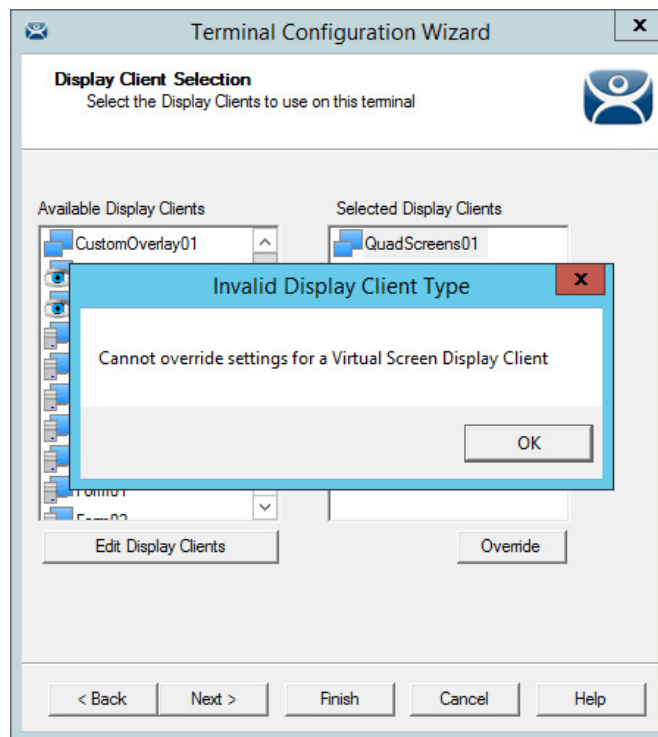 Terminal Configuration Wizard
x
Display Client Selection
Select the Display Clients to use on this terminal
Available Display Clients
Selected Display Clients
CustomOverlay01
QuadScreens01
Invalid Display Client Type
x
Cannot override settings for a Virtual Screen Display Client
OK
Edit Display Clients
Override
< Back
Next >
Finish
Cancel
Help